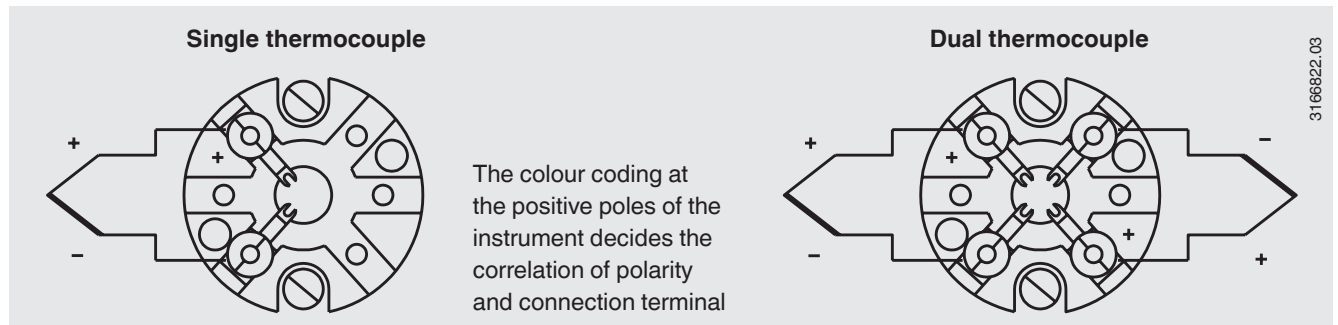 Single thermocouple
+
+
–
The colour coding at
the positive poles of the
instrument decides the
correlation of polarity
and connection terminal
Dual thermocouple
+
+
–
–
+
+
3166822.03